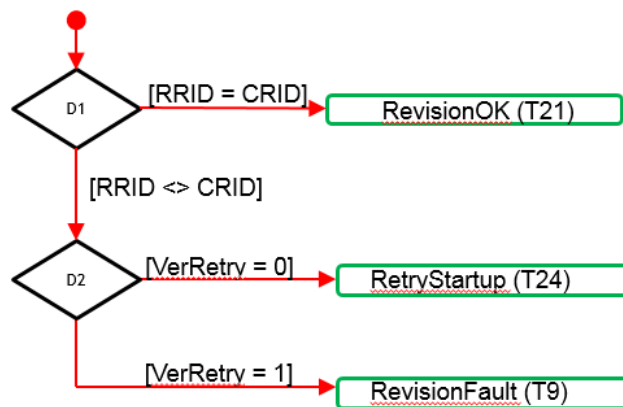 [RRID = CRID]
D1
RevisionOK (T21)
[RRID <> CRID]
[VerRetry = 0]
D2
RetryStartup (T24)
[VerRetry = 1]
RevisionFault (T9)